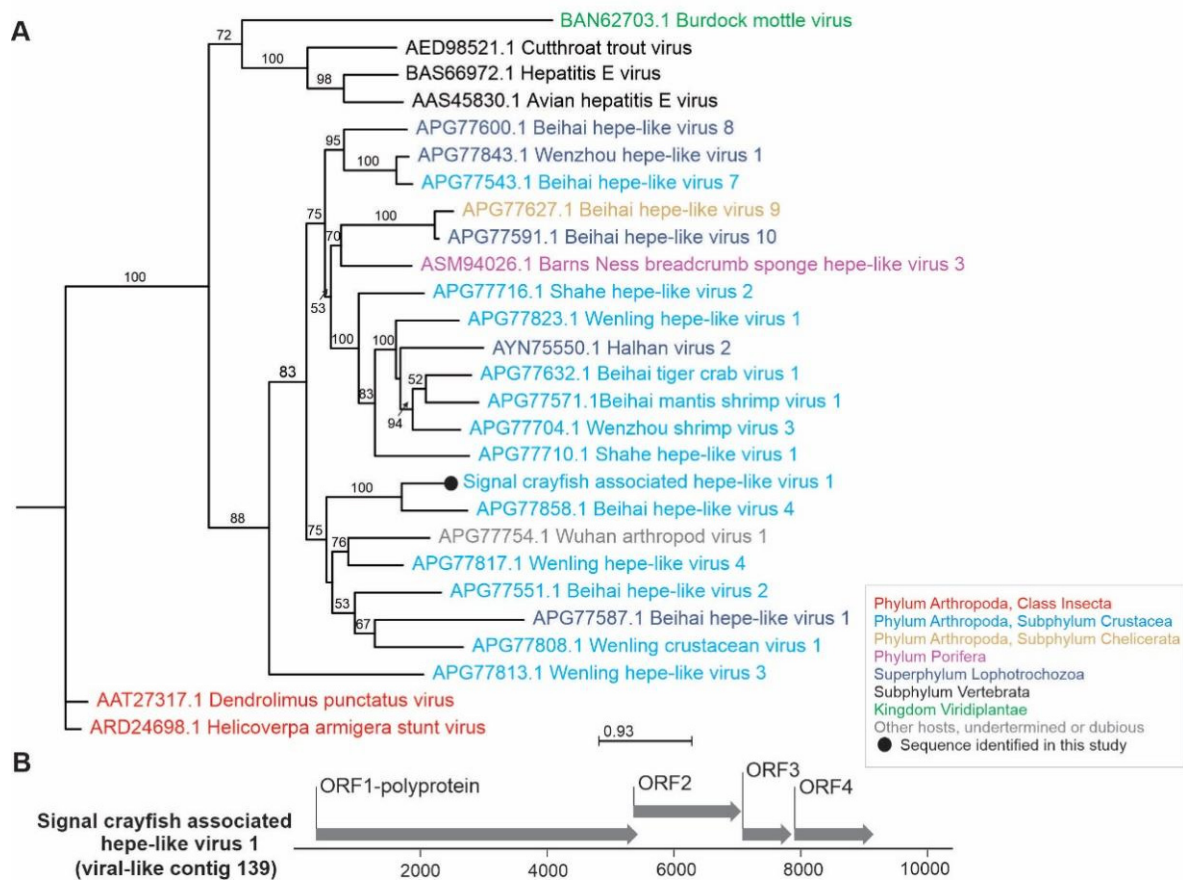 A
72
BAN62703.1 Burdock mottle virus
100
AED98521.1 Cutthroat trout virus
98
BAS66972.1 Hepatitis E virus
AAS45830.1 Avian hepatitis E virus
95
APG77600.1 Beihai hepe-like virus 8
100
APG77843.1 Wenzhou hepe-like virus 1
APG77543.1 Beihai hepe-like virus 7
75
100
APG77627.1 Beihai hepe-like virus 9
70
APG77591.1 Beihai hepe-like virus 10
ASM94026.1 Barns Ness breadcrumb sponge hepe-like virus 3
100
53
APG77716.1 Shahe hepe-like virus 2
100
100
APG77823.1 Wenling hepe-like virus 1
AYN75550.1 Halhan virus 2
83
83
52
APG77632.1 Beihai tiger crab virus 1
APG77571.1Beihai mantis shrimp virus 1
94
APG77704.1 Wenzhou shrimp virus 3
APG77710.1 Shahe hepe-like virus 1
100
Signal crayfish associated hepe-like virus 1
APG77858.1 Beihai hepe-like virus 4
88
75
76
APG77754.1 Wuhan arthropod virus 1
APG77817.1 Wenling hepe-like virus 4
53
APG77551.1 Beihai hepe-like virus 2
67
APG77587.1 Beihai hepe-like virus 1
APG77808.1 Wenling crustacean virus 1
APG77813.1 Wenling hepe-like virus 3
AAT27317.1 Dendrolimus punctatus virus
ARD24698.1 Helicoverpa armigera stunt virus
0.93
Phylum Arthropoda, Class Insecta
Phylum Arthropoda, Subphylum Crustacea
Phylum Arthropoda, Subphylum Chelicerata
Phylum Porifera
Superphylum Lophotrochozoa
Subphylum Vertebrata
Kingdom Viridiplantae
Other hosts, undertermined or dubious
Sequence identified in this study
B
ORF1-polyprotein
ORF2
ORF3
ORF4
Signal crayfish associated
hepe-like virus 1
(viral-like contig 139)
2000
4000
6000
8000
10000